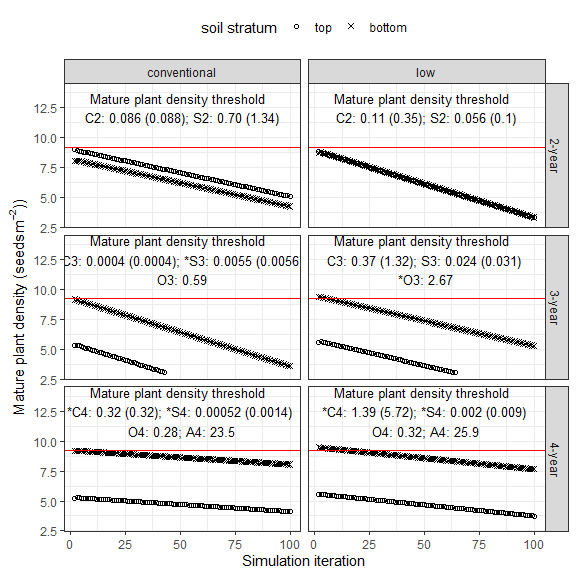 soil stratum ○ top × bottom
conventional low
Mature plant density (seedsm⁻²))
12.5
10.0
7.5
5.0
2.5
Mature plant density threshold
C2: 0.086 (0.088); S2: 0.70 (1.34)
Mature plant density threshold
C2: 0.11 (0.35); S2: 0.056 (0.1)
2-year
12.5
10.0
7.5
5.0
2.5
Mature plant density threshold
C3: 0.0004 (0.0004); *S3: 0.0055 (0.0056
O3: 0.59
Mature plant density threshold
C3: 0.37 (1.32); S3: 0.024 (0.031)
*O3: 2.67
3-year
12.5
10.0
7.5
5.0
2.5
Mature plant density threshold
*C4: 0.32 (0.32); *S4: 0.00052 (0.0014)
O4: 0.28; A4: 23.5
Mature plant density threshold
*C4: 1.39 (5.72); *S4: 0.002 (0.009)
O4: 0.32; A4: 25.9
4-year
0 25 50 75 100 0 25 50 75 100
Simulation iteration